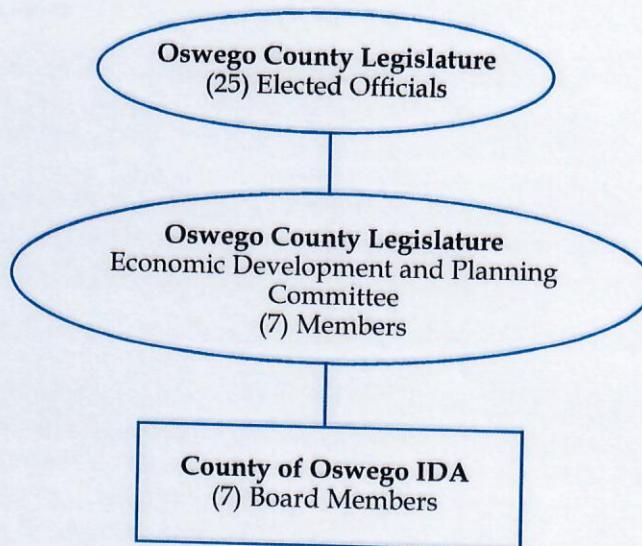 Oswego County Legislature
(25) Elected Officials
Oswego County Legislature
Economic Development and Planning
Committee
(7) Members
County of Oswego IDA
(7) Board Members